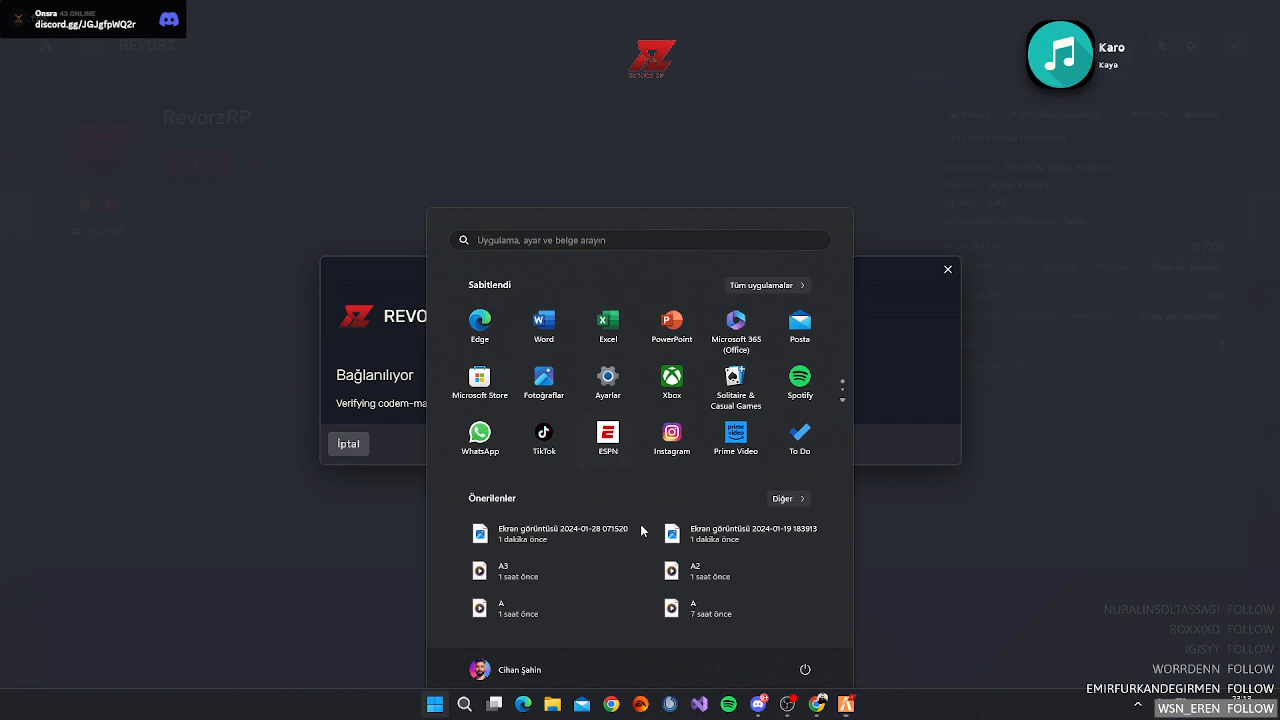 Onsra 43 ONLINE
discord.gg/JGJgfpWQ2r
REVORZ
REVORZ RP
Karo
Kaya
RevorzRP
Uygulama, ayar ve belge arayın
Sabitlendi
Tüm uygulamalar
REVO
Bağlanılıyor
Verifying codem-ma
İptal
Edge
Word
Excel
PowerPoint
Microsoft 365
(Office)
Posta
Microsoft Store
Fotoğraflar
Ayarlar
Xbox
Solitaire &
Casual Games
Spotify
WhatsApp
TikTok
ESPN
Instagram
Prime Video
To Do
Önerilenler
Diğer
Ekran görüntüsü 2024-01-28 071520
1 dakika önce
Ekran görüntüsü 2024-01-19 183913
1 dakika önce
A3
1 saat önce
A2
1 saat önce
A
1 saat önce
A
7 saat önce
Cihan Şahin
NURALINSOLTASSAGI FOLLOW
ROXXIXD FOLLOW
IGISYY FOLLOW
WORRDENN FOLLOW
EMIRFURKANDEGIRMEN FOLLOW
WSN_EREN FOLLOW